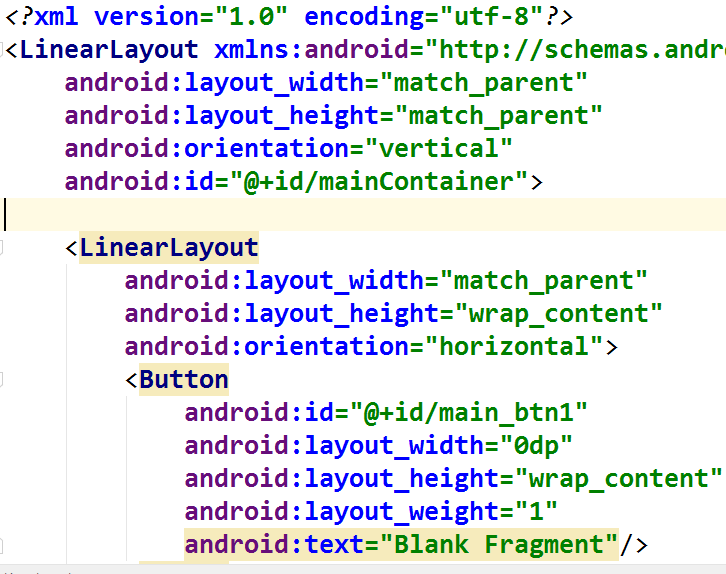 <?xml version="1.0" encoding="utf-8"?>
<LinearLayout xmlns:android="http://schemas.andro
android:layout_width="match_parent"
android:layout_height="match_parent"
android:orientation="vertical"
android:id="@+id/mainContainer">
<LinearLayout
android:layout_width="match_parent"
android:layout_height="wrap_content"
android:orientation="horizontal">
<Button
android:id="@+id/main_btn1"
android:layout_width="0dp"
android:layout_height="wrap_content"
android:layout_weight="1"
android:text="Blank Fragment"/>